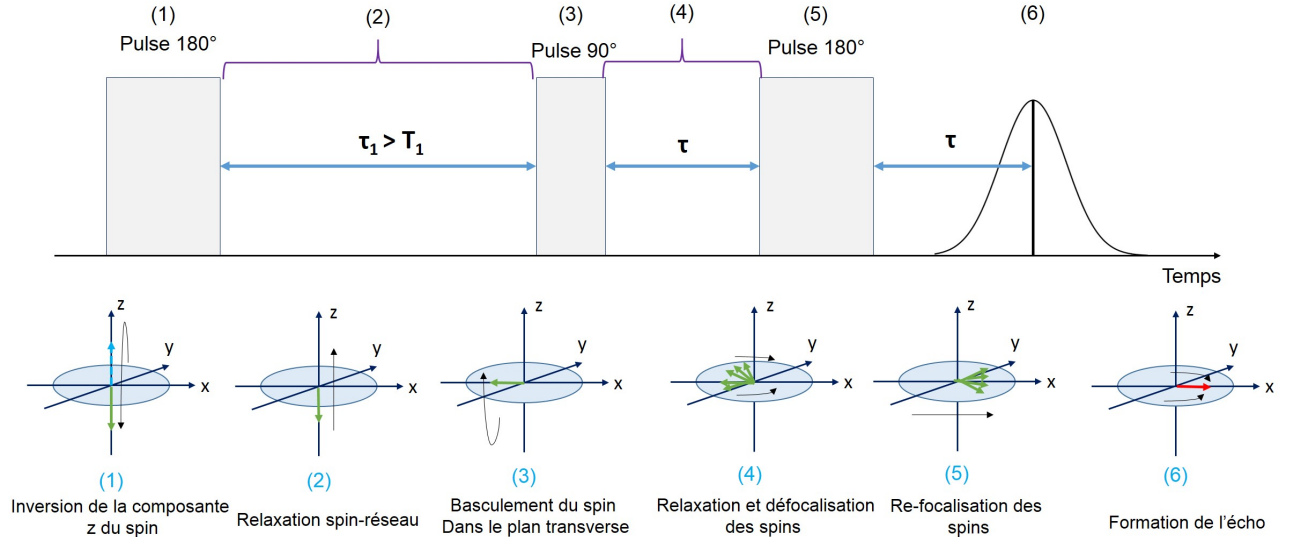 (1)
Pulse 180°
(2)
(3)
Pulse 90°
(4)
(5)
Pulse 180°
(6)
τ₁ > T₁
τ
τ
Temps
z
y
x
z
y
x
z
y
x
z
y
x
z
y
x
z
y
x
(1)
Inversion de la composante
z du spin
(2)
Relaxation spin-réseau
(3)
Basculement du spin
Dans le plan transverse
(4)
Relaxation et défocalisation
des spins
(5)
Re-focalisation des
spins
(6)
Formation de l'écho